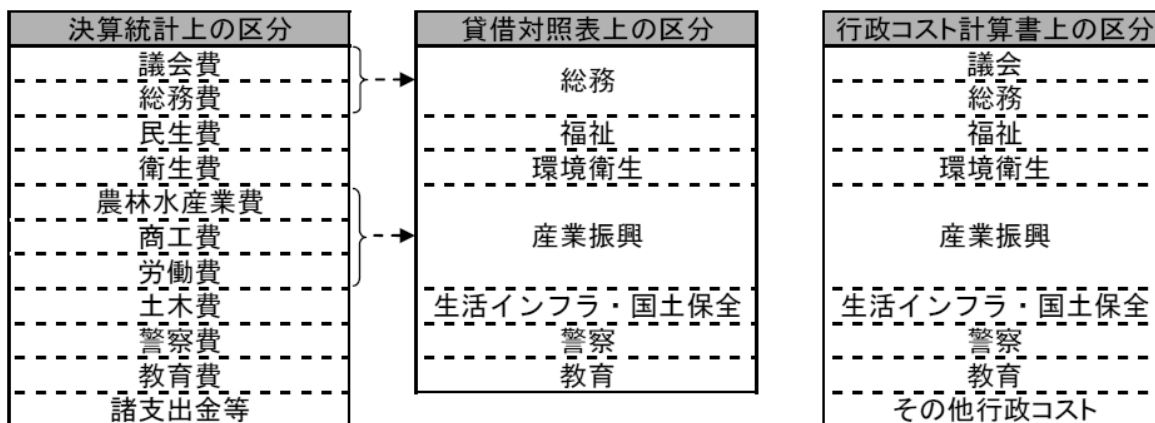 決算統計上の区分
議会費
総務費
民生費
衛生費
農林水産業費
商工費
労働費
土木費
警察費
教育費
諸支出金等
貸借対照表上の区分
総務
福祉
環境衛生
産業振興
生活インフラ・国土保全
警察
教育
行政コスト計算書上の区分
議会
総務
福祉
環境衛生
産業振興
生活インフラ・国土保全
警察
教育
その他行政コスト